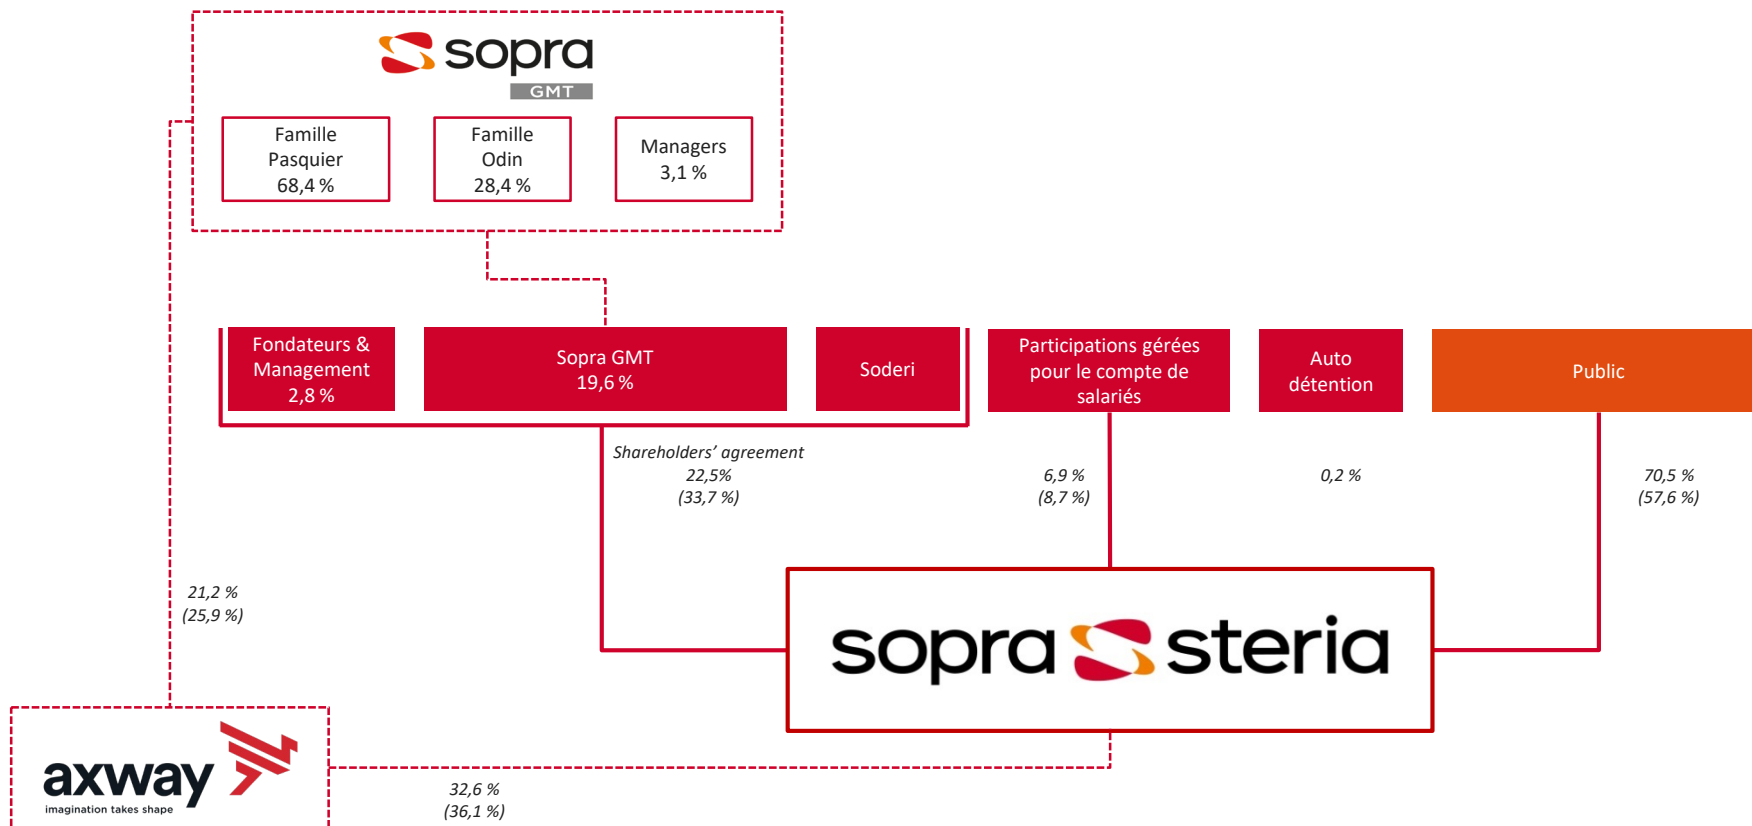 sopra
GMT
Famille
Pasquier
68,4 %
Famille
Odin
28,4 %
Managers
3,1 %
Fondateurs &
Management
2,8 %
Sopra GMT
19,6 %
Soderi
Participations gérées
pour le compte de
salariés
Auto
détention
Public
Shareholders' agreement
22,5%
(33,7 %)
6,9 %
(8,7 %)
0,2 %
70,5 %
(57,6 %)
21,2 %
(25,9 %)
sopra steria
axway
imagination takes shape
32,6 %
(36,1 %)